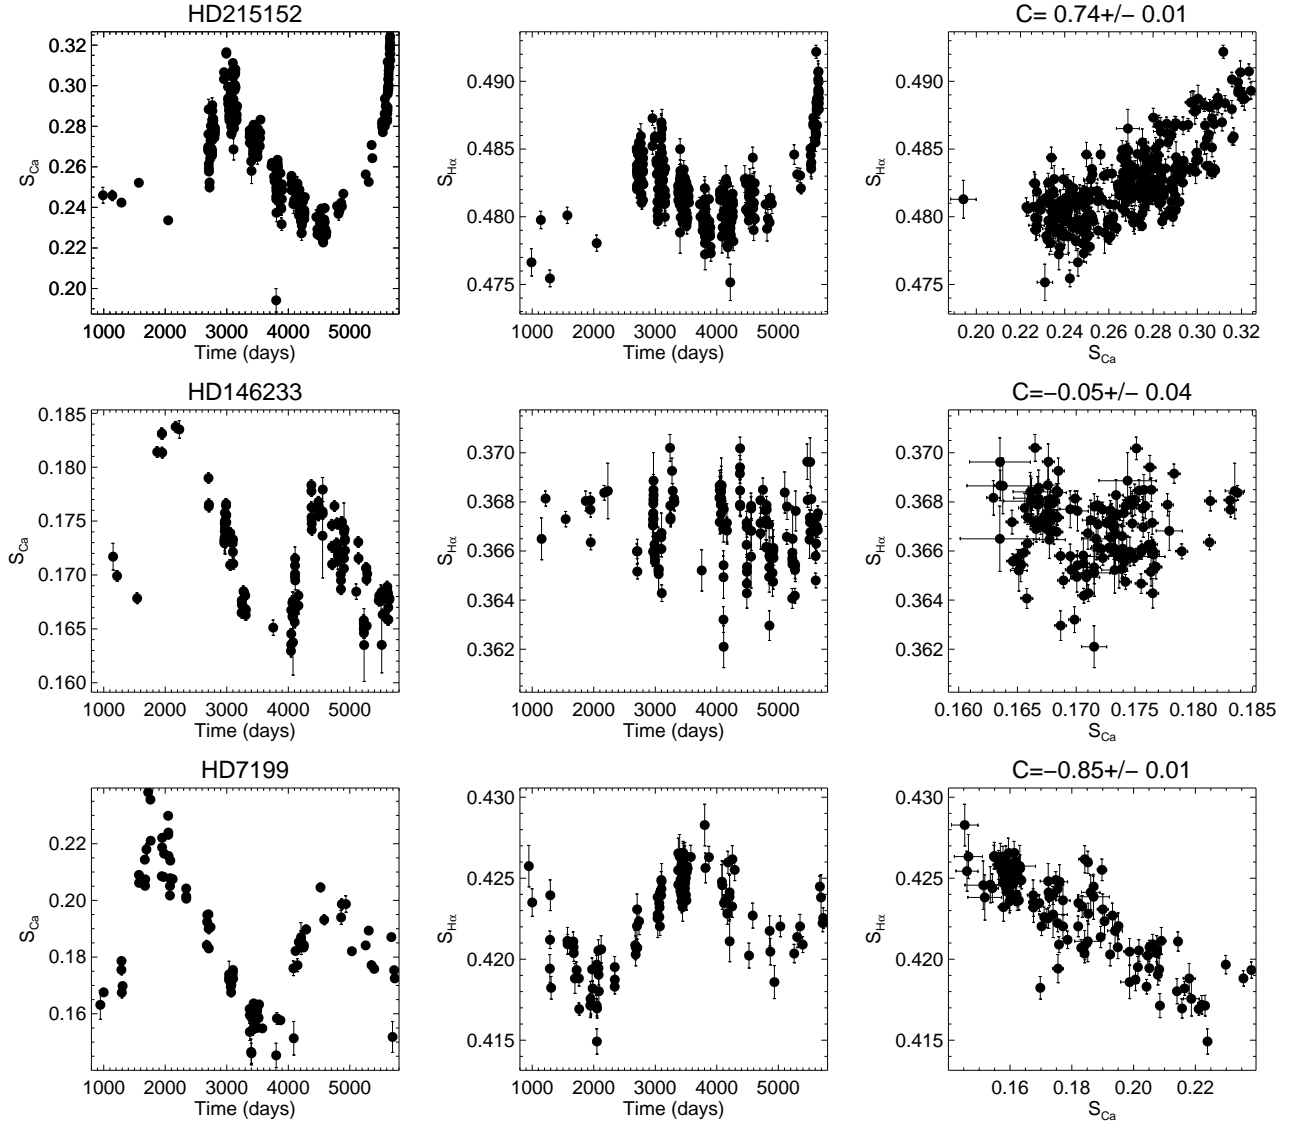 HD215152
C= 0.74+/− 0.01
S_Ca
0.32
0.30
0.28
0.26
0.24
0.22
0.20
1000 2000 3000 4000 5000
Time (days)
S_Hα
0.490
0.485
0.480
0.475
1000 2000 3000 4000 5000
Time (days)
S_Hα
0.490
0.485
0.480
0.475
0.20 0.22 0.24 0.26 0.28 0.30 0.32
S_Ca
HD146233
C=−0.05+/− 0.04
S_Ca
0.185
0.180
0.175
0.170
0.165
0.160
1000 2000 3000 4000 5000
Time (days)
S_Hα
0.370
0.368
0.366
0.364
0.362
1000 2000 3000 4000 5000
Time (days)
S_Hα
0.370
0.368
0.366
0.364
0.362
0.160 0.165 0.170 0.175 0.180 0.185
S_Ca
HD7199
C=−0.85+/− 0.01
S_Ca
0.22
0.20
0.18
0.16
1000 2000 3000 4000 5000
Time (days)
S_Hα
0.430
0.425
0.420
0.415
1000 2000 3000 4000 5000
Time (days)
S_Hα
0.430
0.425
0.420
0.415
0.16 0.18 0.20 0.22
S_Ca